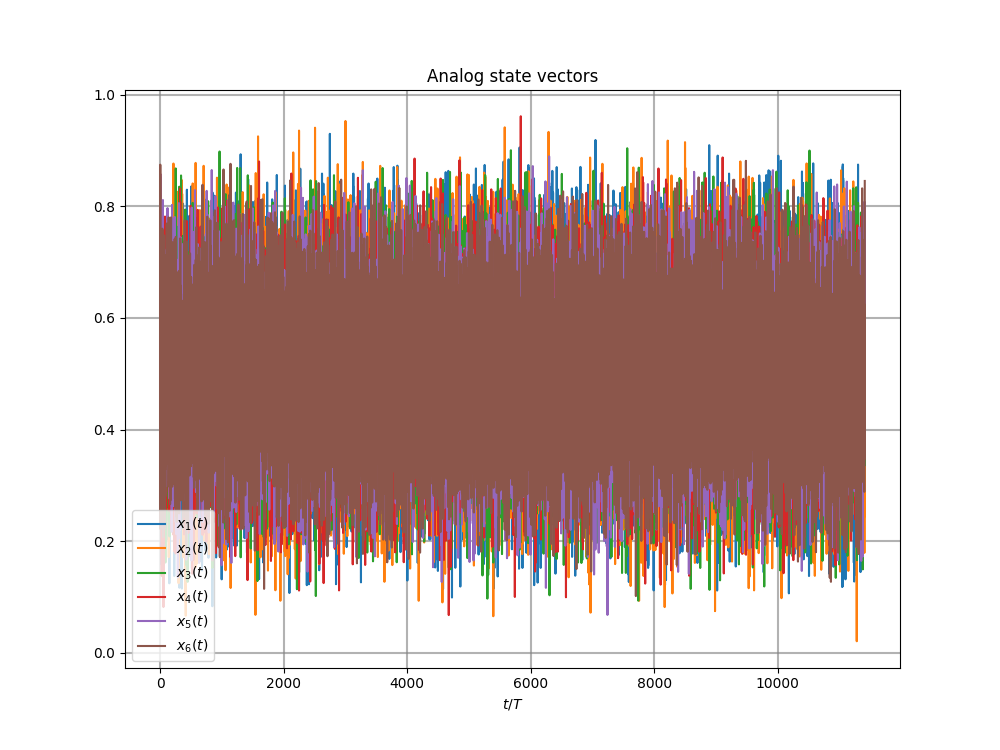 Analog state vectors
1.0
0.8
0.6
0.4
0.2
0.0
x₁(t)
x₂(t)
x₃(t)
x₄(t)
x₅(t)
x₆(t)
0 2000 4000 6000 8000 10000
t/T